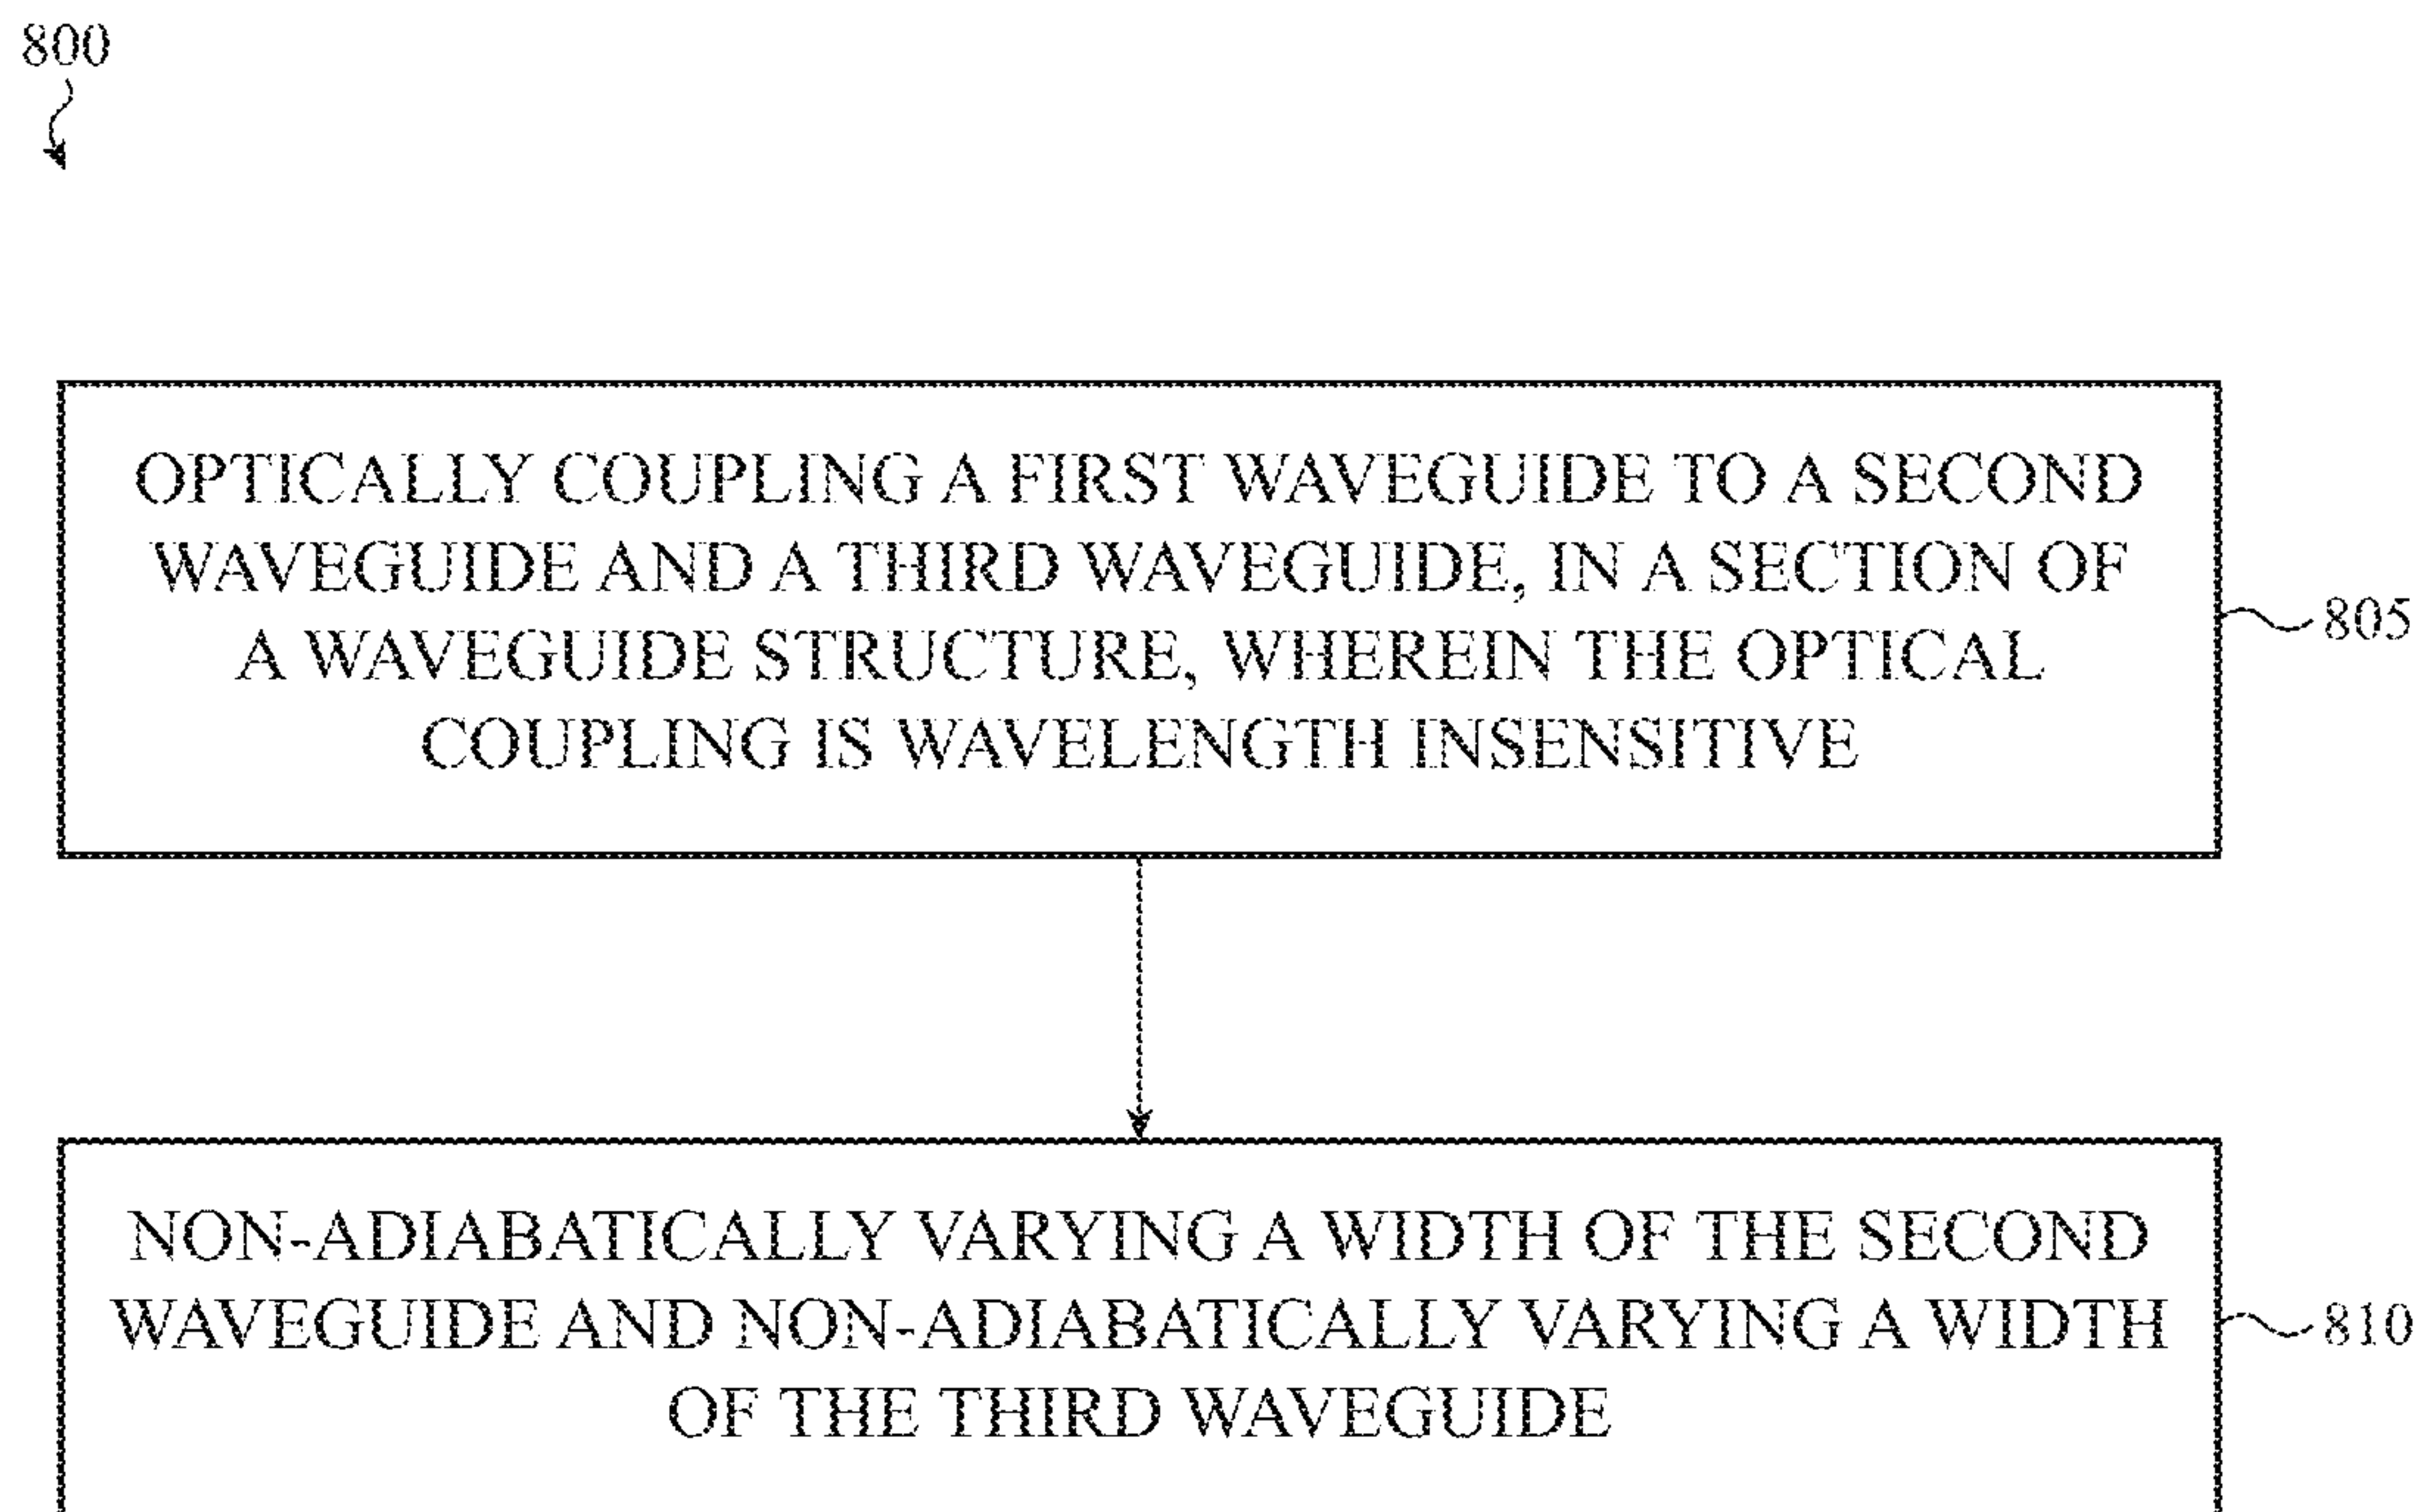 800
OPTICALLY COUPLING A FIRST WAVEGUIDE TO A SECOND
WAVEGUIDE AND A THIRD WAVEGUIDE, IN A SECTION OF
A WAVEGUIDE STRUCTURE, WHEREIN THE OPTICAL
COUPLING IS WAVELENGTH INSENSITIVE
805
NON-ADIABATICALLY VARYING A WIDTH OF THE SECOND
WAVEGUIDE AND NON-ADIABATICALLY VARYING A WIDTH
OF THE THIRD WAVEGUIDE
810